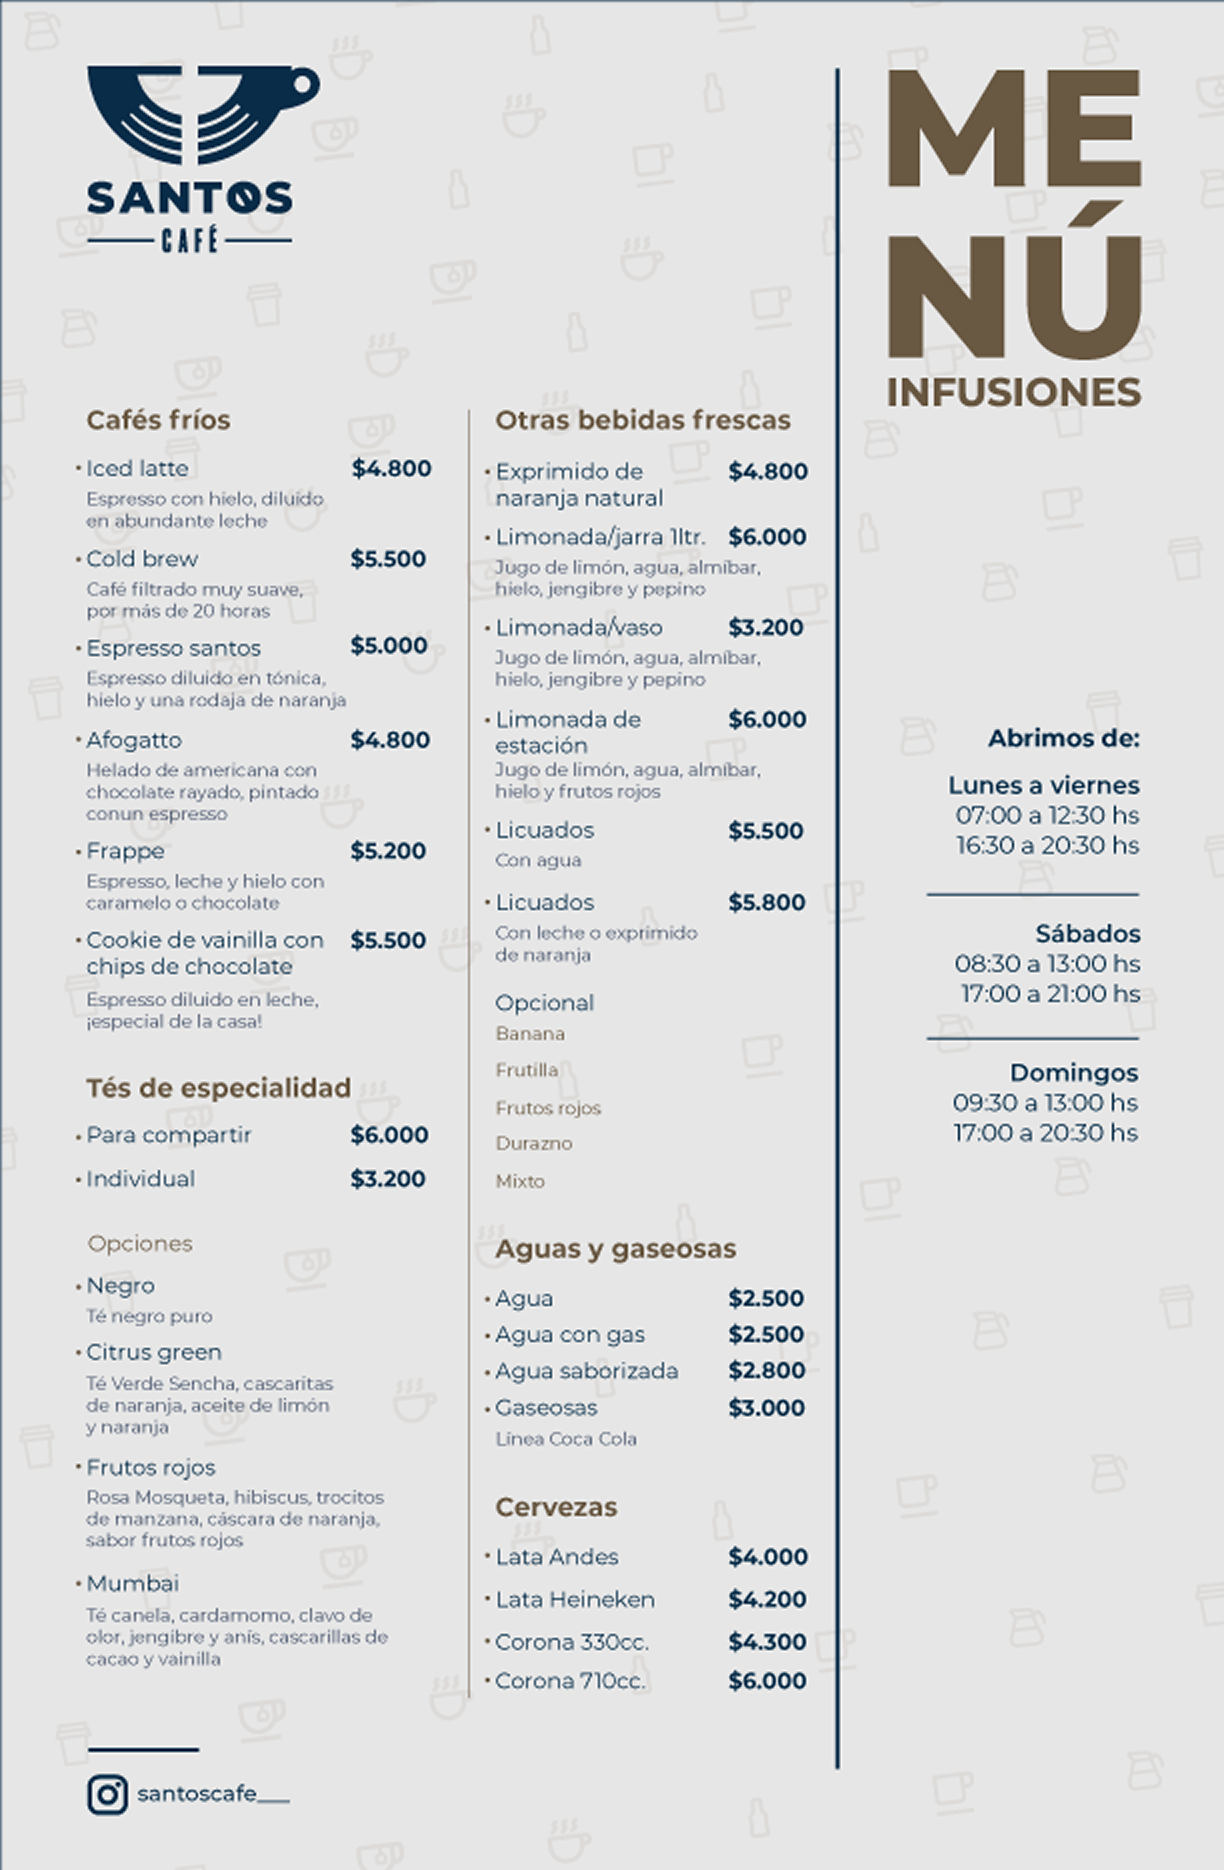 SANTOS
CAFÉ
ME
NÚ
INFUSIONES
Cafés fríos
• Iced latte $4.800
Espresso con hielo, diluído
en abundante leche
• Cold brew $5.500
Café filtrado muy suave,
por más de 20 horas
• Espresso santos $5.000
Espresso diluido en tónica,
hielo y una rodaja de naranja
• Afogatto $4.800
Helado de americana con
chocolate rayado, pintado
conun espresso
• Frappe $5.200
Espresso, leche y hielo con
caramelo o chocolate
• Cookie de vainilla con $5.500
chips de chocolate
Espresso diluido en leche,
¡especial de la casa!
Tés de especialidad
• Para compartir $6.000
• Individual $3.200
Opciones
• Negro
Té negro puro
• Citrus green
Té Verde Sencha, cascaritas
de naranja, aceite de limón
y naranja
• Frutos rojos
Rosa Mosqueta, hibiscus, trocitos
de manzana, cáscara de naranja,
sabor frutos rojos
• Mumbai
Té canela, cardamomo, clavo de
olor, jengibre y anís, cascarillas de
cacao y vainilla
santoscafe___
Otras bebidas frescas
• Exprimido de $4.800
naranja natural
• Limonada/jarra 1ltr. $6.000
Jugo de limón, agua, almíbar,
hielo, jengibre y pepino
• Limonada/vaso $3.200
Jugo de limón, agua, almíbar,
hielo, jengibre y pepino
• Limonada de $6.000
estación
Jugo de limón, agua, almíbar,
hielo y frutos rojos
• Licuados $5.500
Con agua
• Licuados $5.800
Con leche o exprimido
de naranja
Opcional
Banana
Frutilla
Frutos rojos
Durazno
Mixto
Aguas y gaseosas
• Agua $2.500
• Agua con gas $2.500
• Agua saborizada $2.800
• Gaseosas $3.000
Línea Coca Cola
Cervezas
• Lata Andes $4.000
• Lata Heineken $4.200
• Corona 330cc. $4.300
• Corona 710cc. $6.000
Abrimos de:
Lunes a viernes
07:00 a 12:30 hs
16:30 a 20:30 hs
Sábados
08:30 a 13:00 hs
17:00 a 21:00 hs
Domingos
09:30 a 13:00 hs
17:00 a 20:30 hs